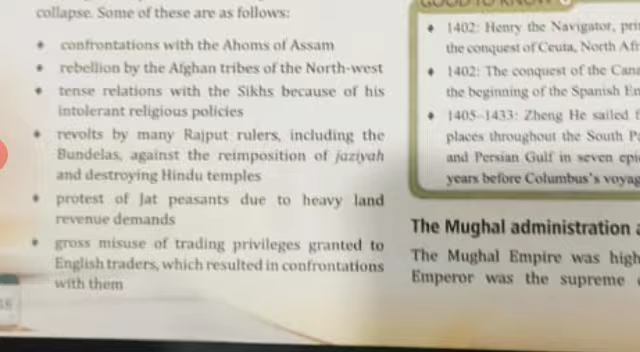 collapse. Some of these are as follows:
• confrontations with the Ahoms of Assam
• rebellion by the Afghan tribes of the North-west
• tense relations with the Sikhs because of his
intolerant religious policies
• revolts by many Rajput rulers, including the
Bundelas, against the reimposition of jaziyah
and destroying Hindu temples
• protest of Jat peasants due to heavy land
revenue demands
• gross misuse of trading privileges granted to
English traders, which resulted in confrontations
with them
• 1402: Henry the Navigator,
the conquest of Ceuta, North
• 1402: The conquest of the
the beginning of the Spanish
• 1405–1433: Zheng He sailed
places throughout the South
and Persian Gulf in seven
years before Columbus's
The Mughal administration
The Mughal Empire was
Emperor was the supreme